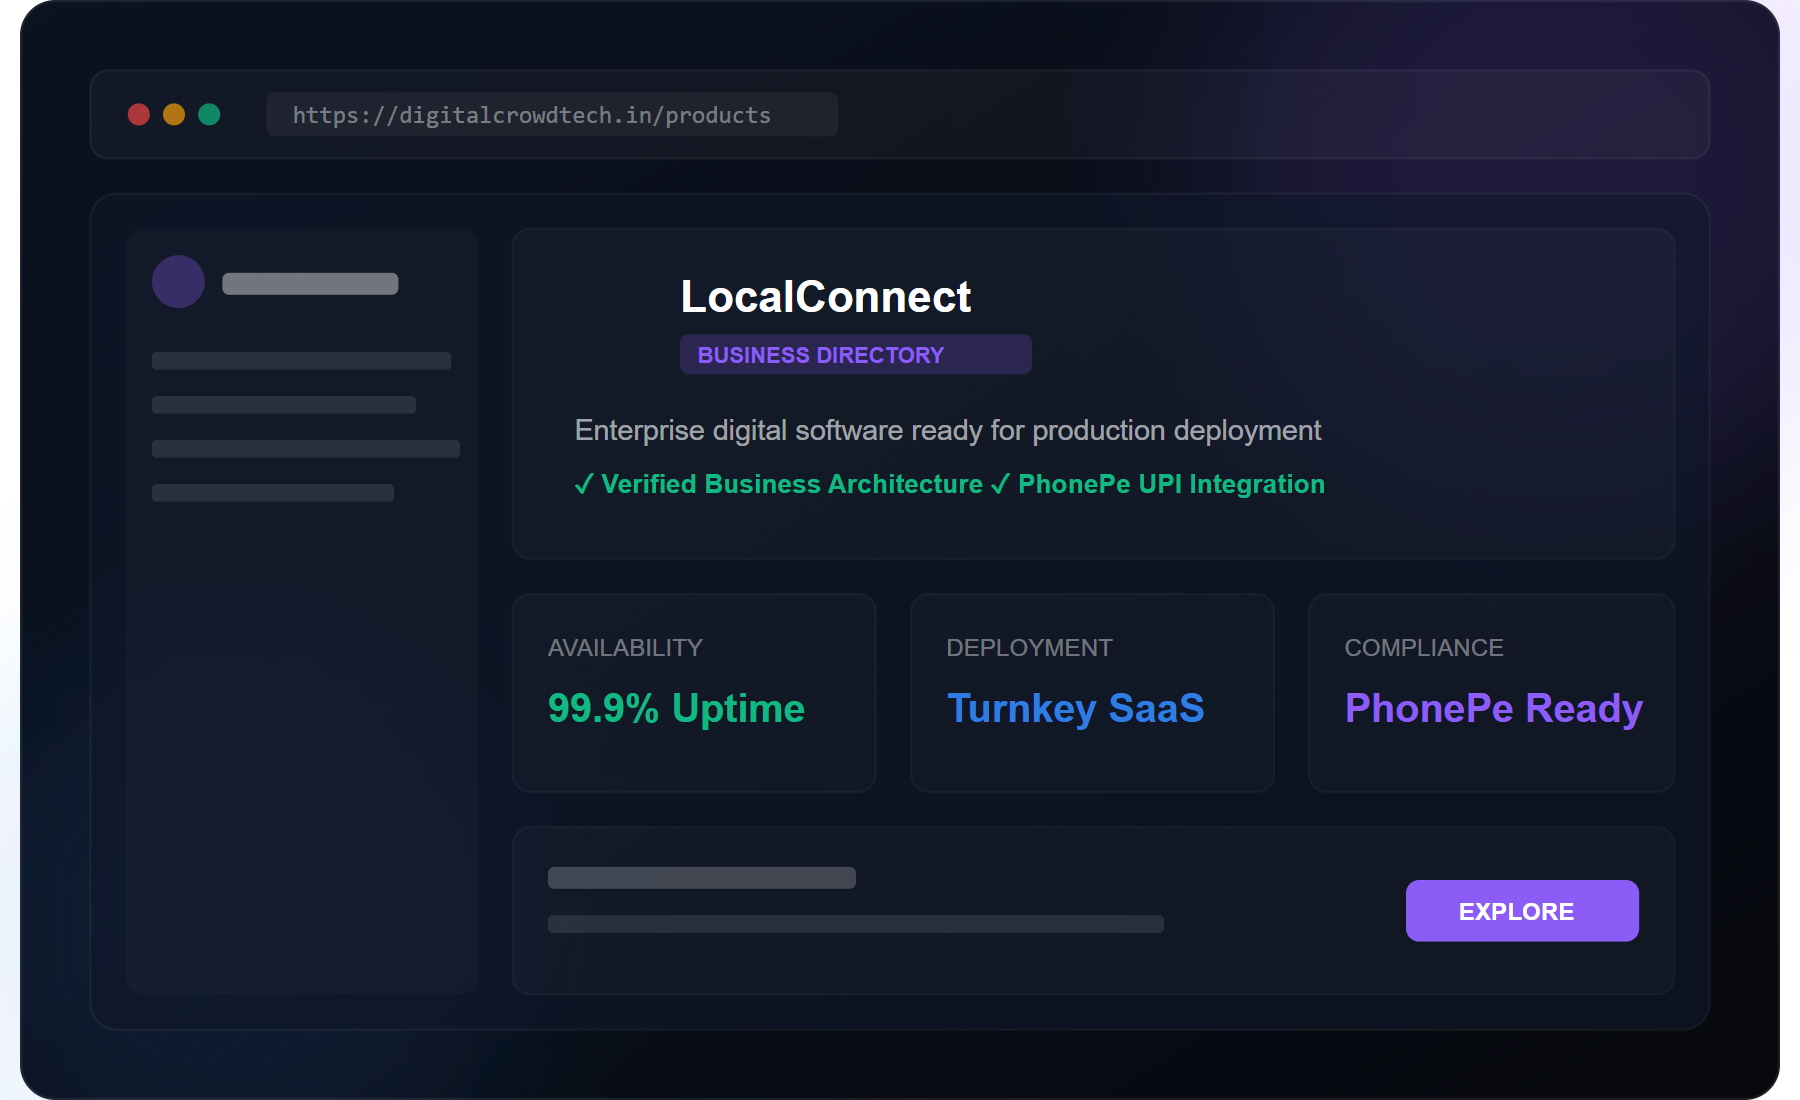 https://digitalcrowdtech.in/products
LocalConnect
BUSINESS DIRECTORY
Enterprise digital software ready for production deployment
✓ Verified Business Architecture ✓ PhonePe UPI Integration
AVAILABILITY
99.9% Uptime
DEPLOYMENT
Turnkey SaaS
COMPLIANCE
PhonePe Ready
EXPLORE